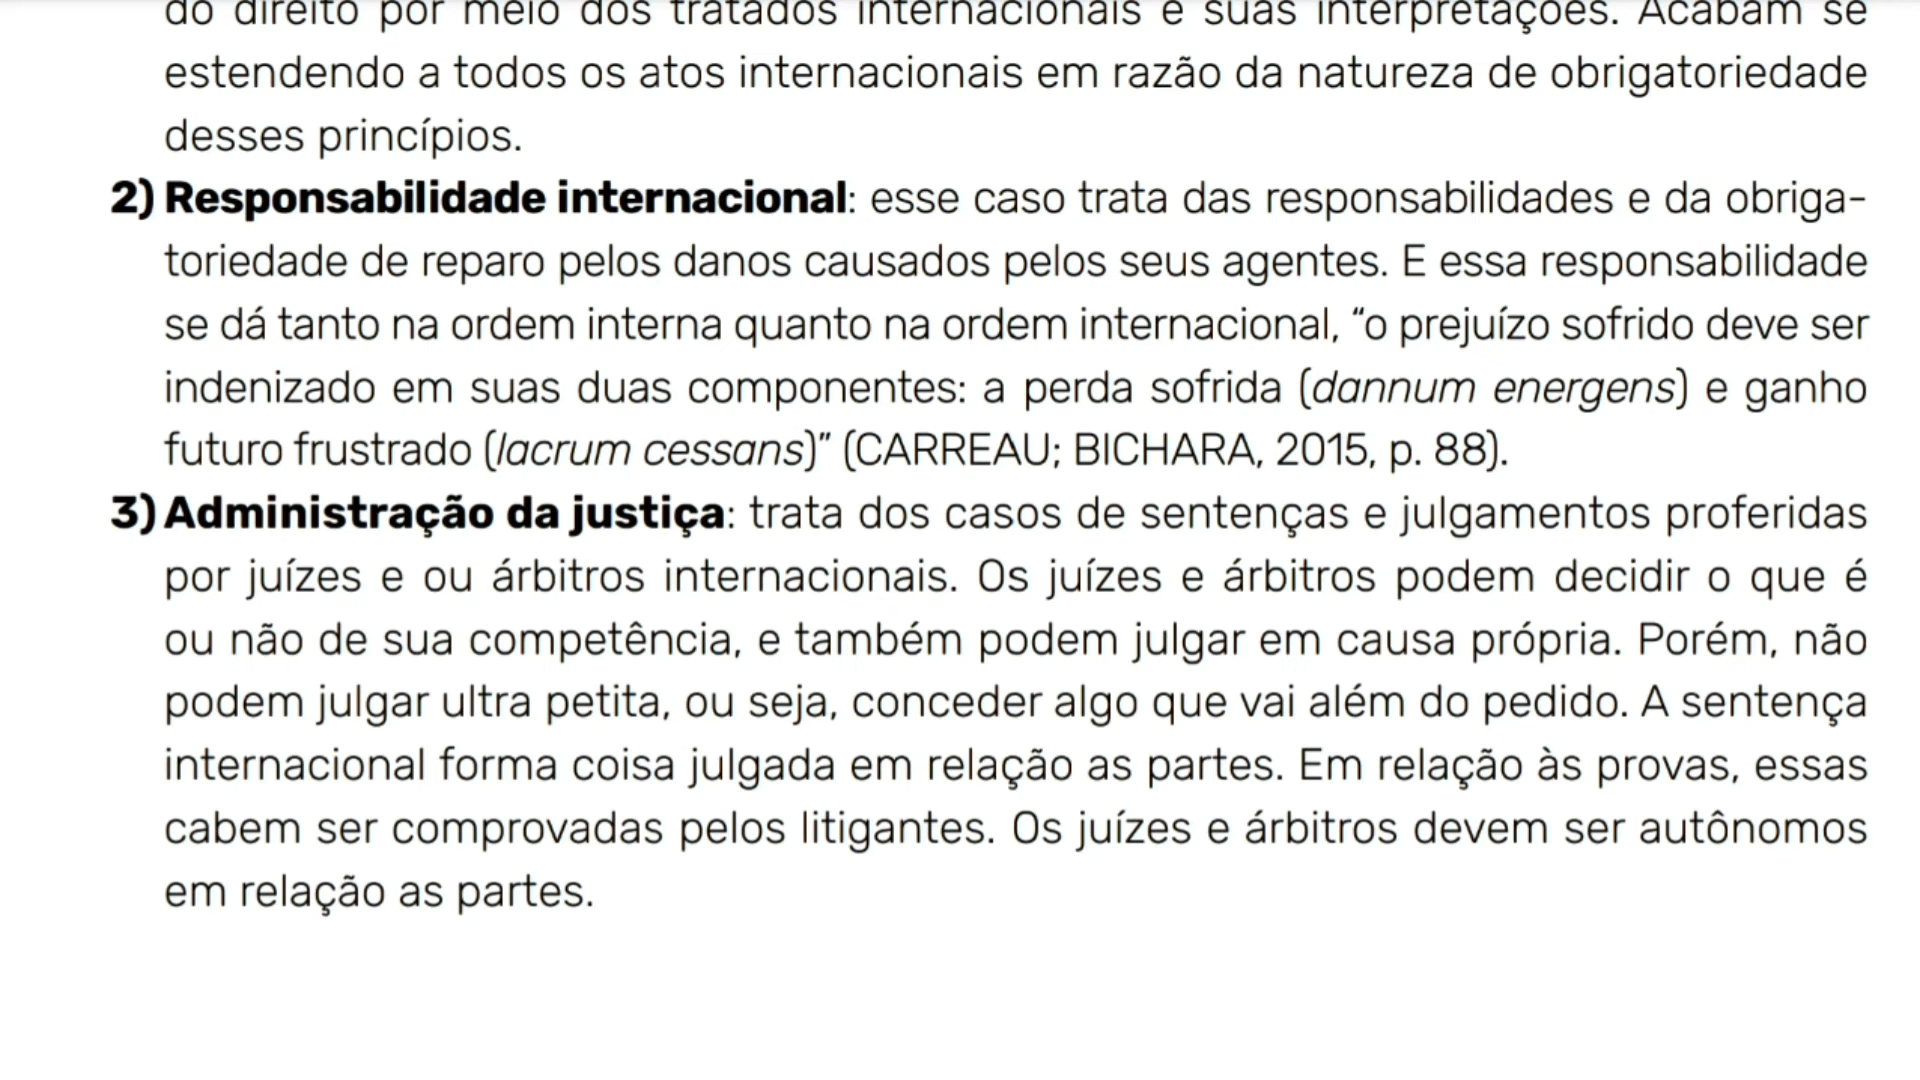 do direito por meio dos tratados internacionais e suas interpretações. Acabam se
estendendo a todos os atos internacionais em razão da natureza de obrigatoriedade
desses princípios.
2) Responsabilidade internacional: esse caso trata das responsabilidades e da obriga-
toriedade de reparo pelos danos causados pelos seus agentes. E essa responsabilidade
se dá tanto na ordem interna quanto na ordem internacional, “o prejuízo sofrido deve ser
indenizado em suas duas componentes: a perda sofrida (dannum energens) e ganho
futuro frustrado (lacrum cessans)” (CARREAU; BICHARA, 2015, p. 88).
3) Administração da justiça: trata dos casos de sentenças e julgamentos proferidas
por juízes e ou árbitros internacionais. Os juízes e árbitros podem decidir o que é
ou não de sua competência, e também podem julgar em causa própria. Porém, não
podem julgar ultra petita, ou seja, conceder algo que vai além do pedido. A sentença
internacional forma coisa julgada em relação as partes. Em relação às provas, essas
cabem ser comprovadas pelos litigantes. Os juízes e árbitros devem ser autônomos
em relação as partes.